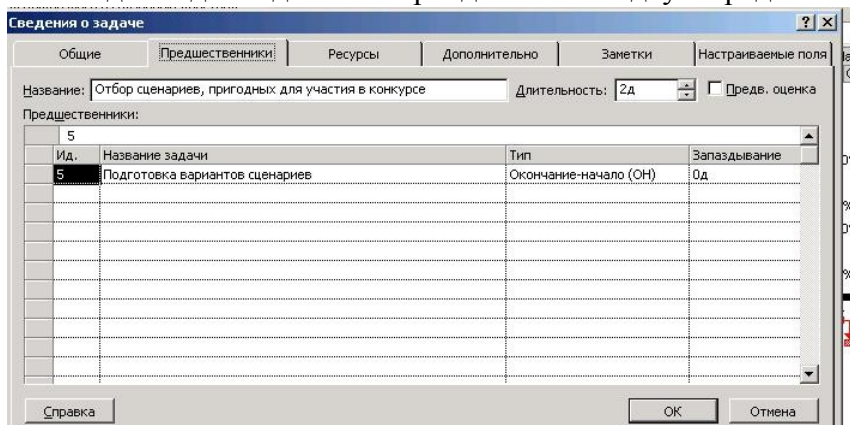 Сведения о задаче
Общие Предшественники Ресурсы Дополнительно Заметки Настраиваемые поля
Название: Отбор сценариев, пригодных для участия в конкурсе Длительность: 2д Предв. оценка
Предшественники:
5
Ид. Название задачи Тип Запаздывание
5 Подготовка вариантов сценариев Окончание-начало (ОН) 0д
Справка ОК Отмена